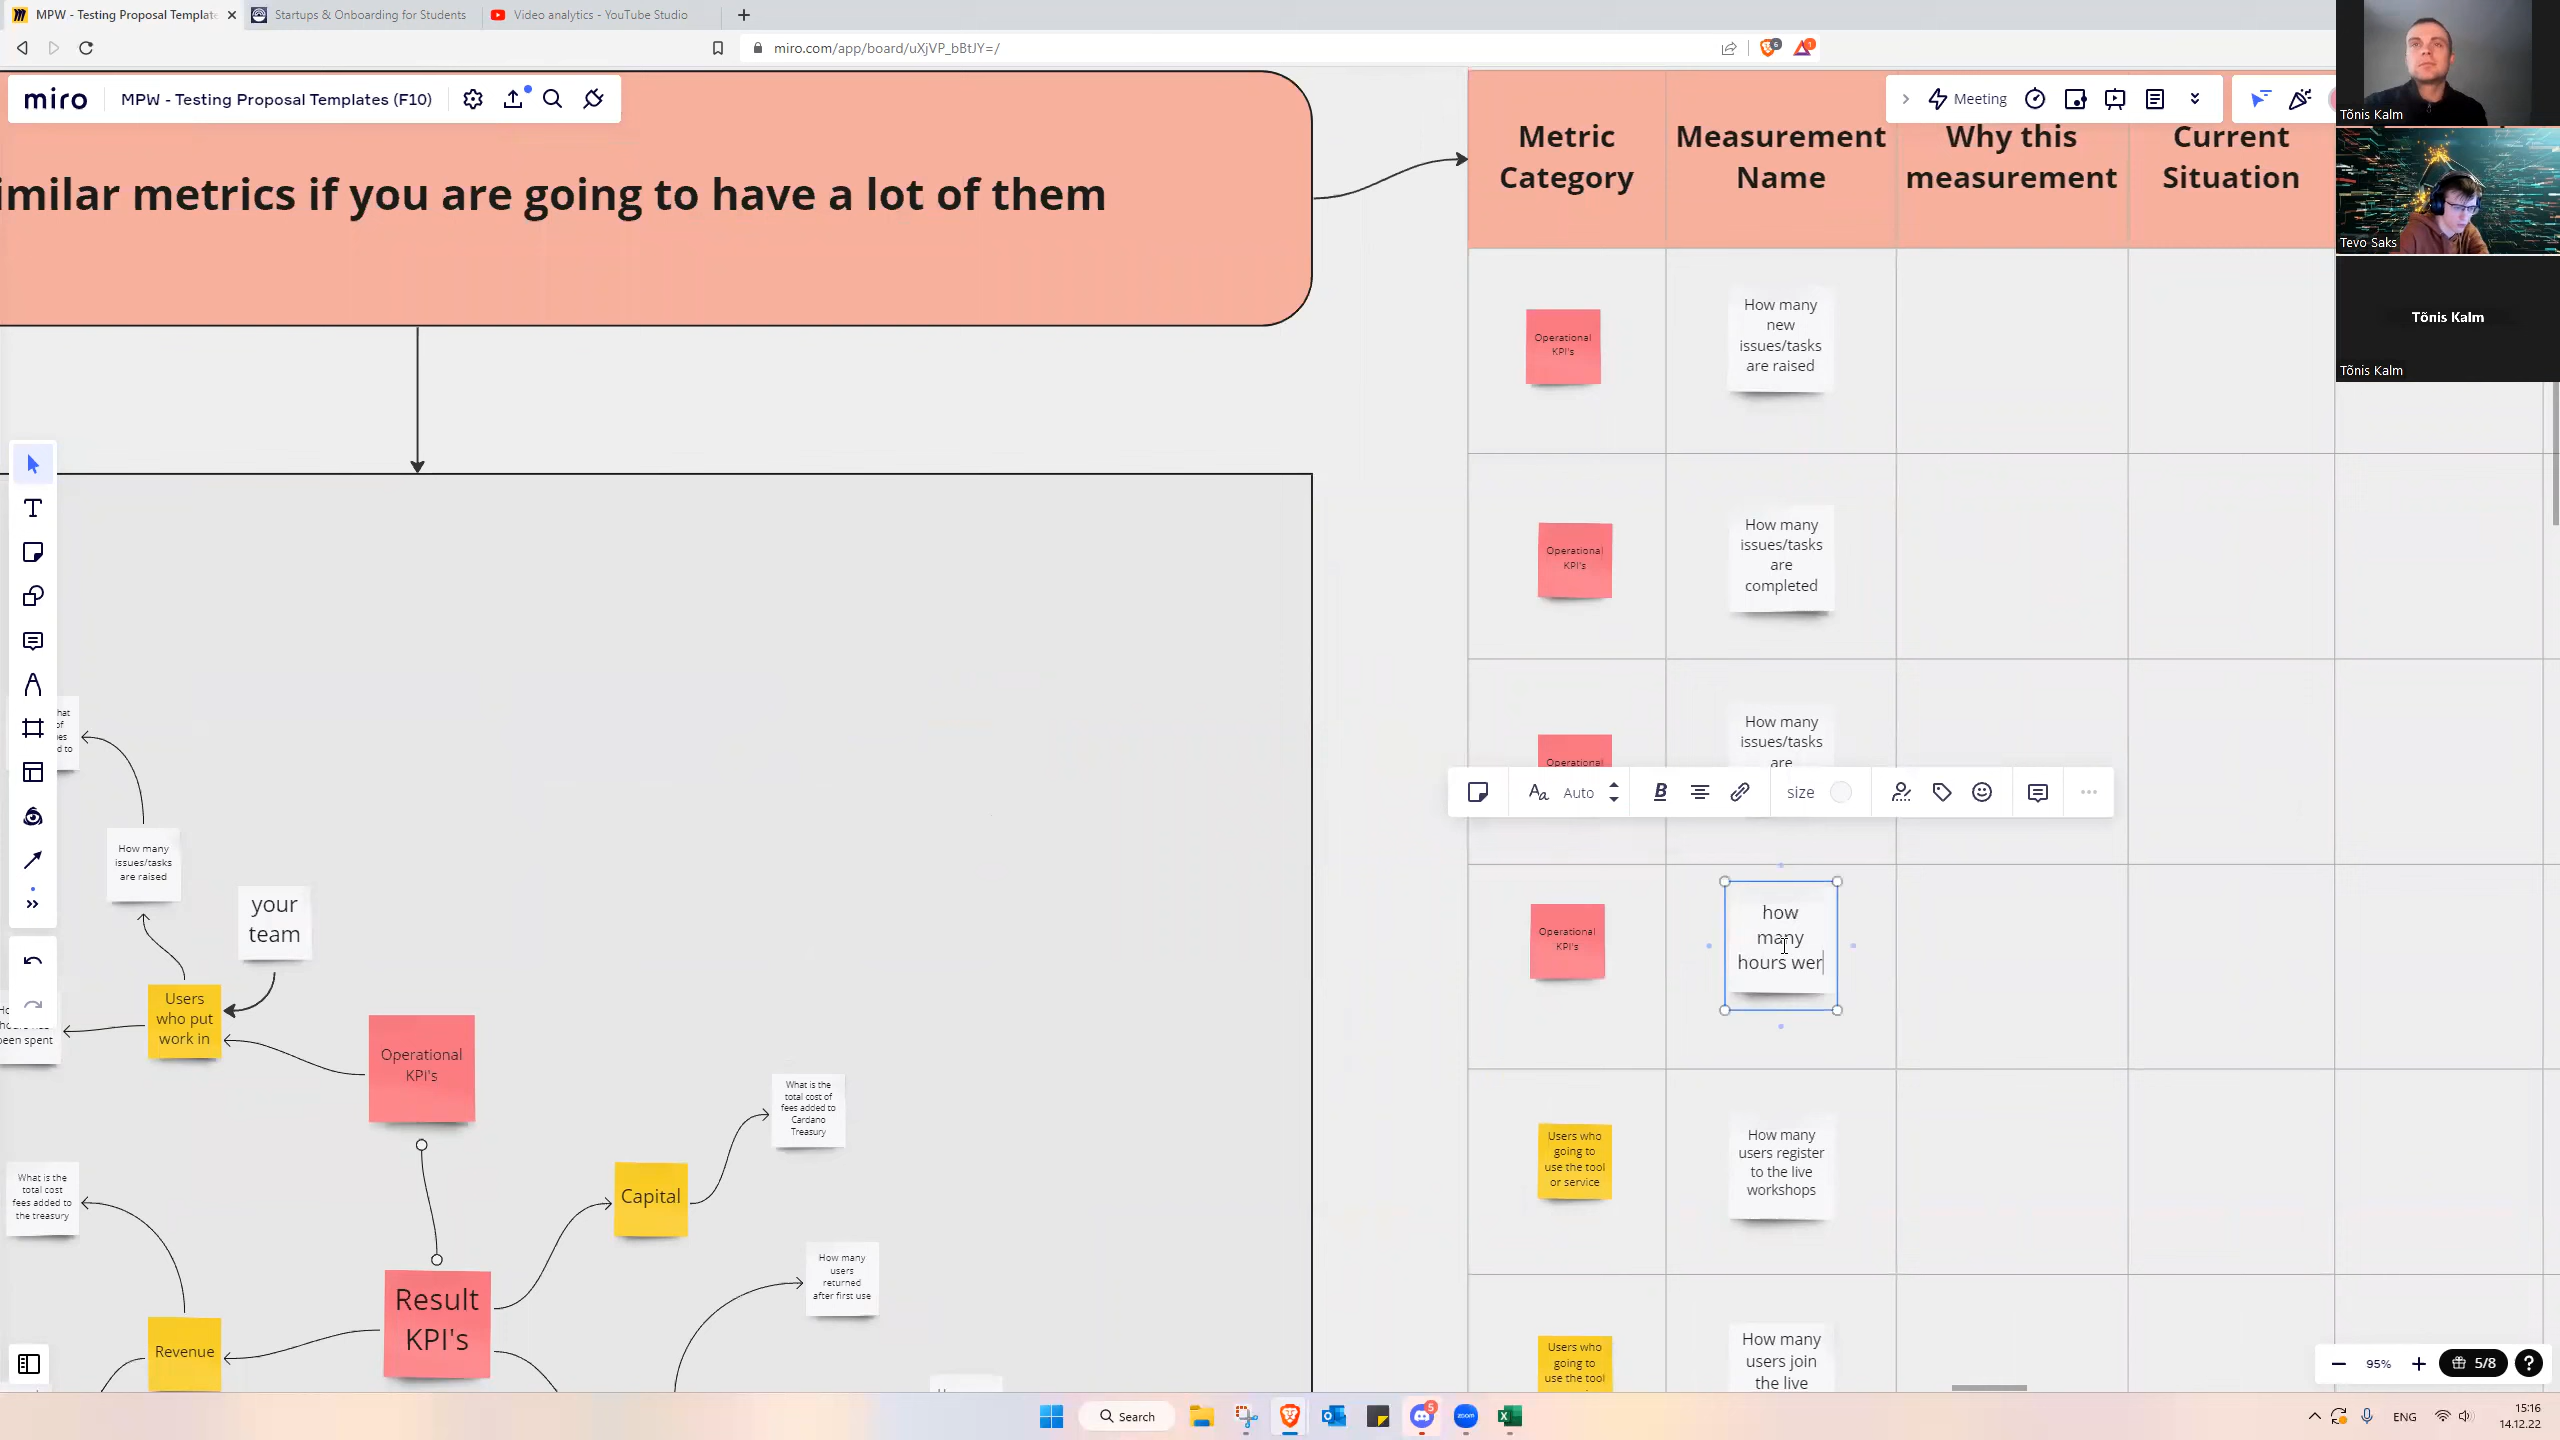 MPW - Testing Proposal Template
Startups & Onboarding for Students
Video analytics - YouTube Studio
miro.com/app/board/uXjVP_bBtJY=/
miro
MPW - Testing Proposal Templates (F10)
Meeting
imilar metrics if you are going to have a lot of them
Metric
Category
Measurement
Name
Why this
measurement
Current
Situation
Tõnis Kalm
Tevo Saks
Tõnis Kalm
Tõnis Kalm
Operational
KPI's
How many
new
issues/tasks
are raised
Operational
KPI's
How many
issues/tasks
are
completed
Operational
How many
issues/tasks
are
Auto
size
Operational
KPI's
how
many
hours wer
Users who
going to
use the tool
or service
How many
users register
to the live
workshops
Users who
going to
use the tool
How many
users join
the live
hat
of
es
d to
How many
issues/tasks
are raised
your
team
Users
who put
work in
been spent
Operational
KPI's
What is the
total cost of
fees added to
Cardano
Treasury
What is the
total cost
fees added to
the treasury
Capital
How many
users
returned
after first use
Result
KPI's
Revenue
95%
5/8
Search
5
ENG
15:16
14.12.22